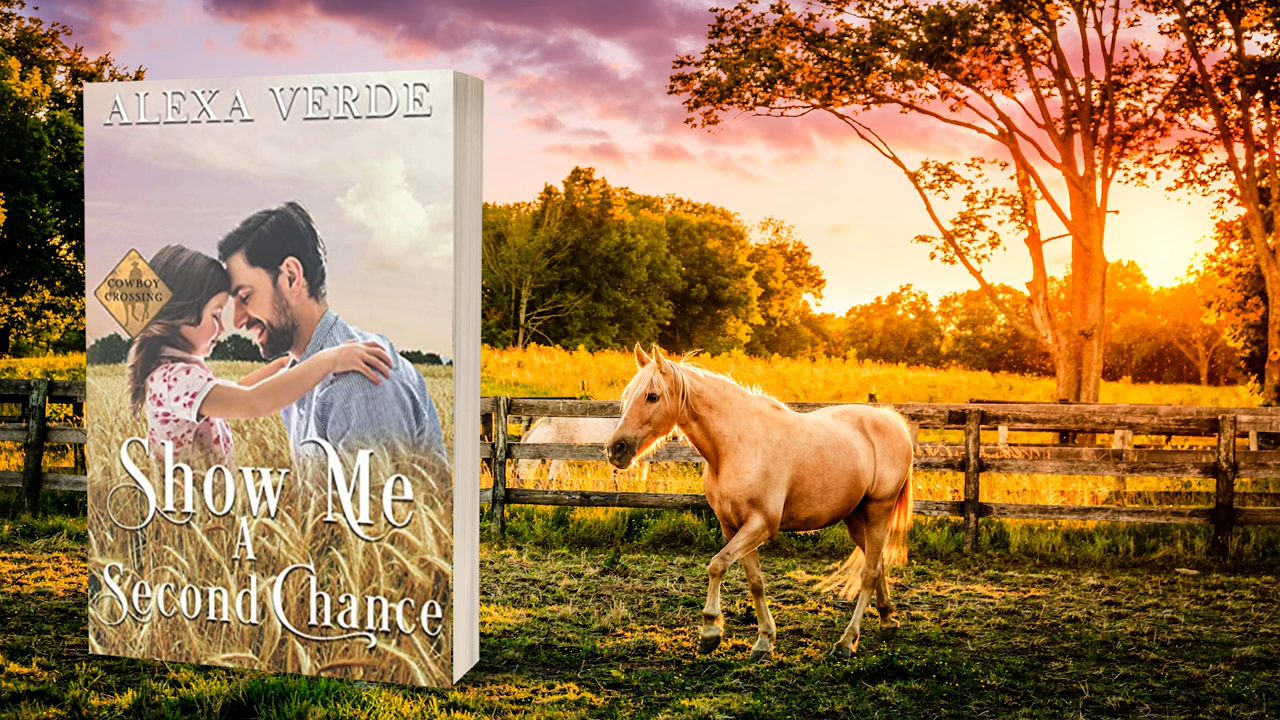 ALEXA VERDE
COWBOY
CROSSING
Show Me
A
Second Chance